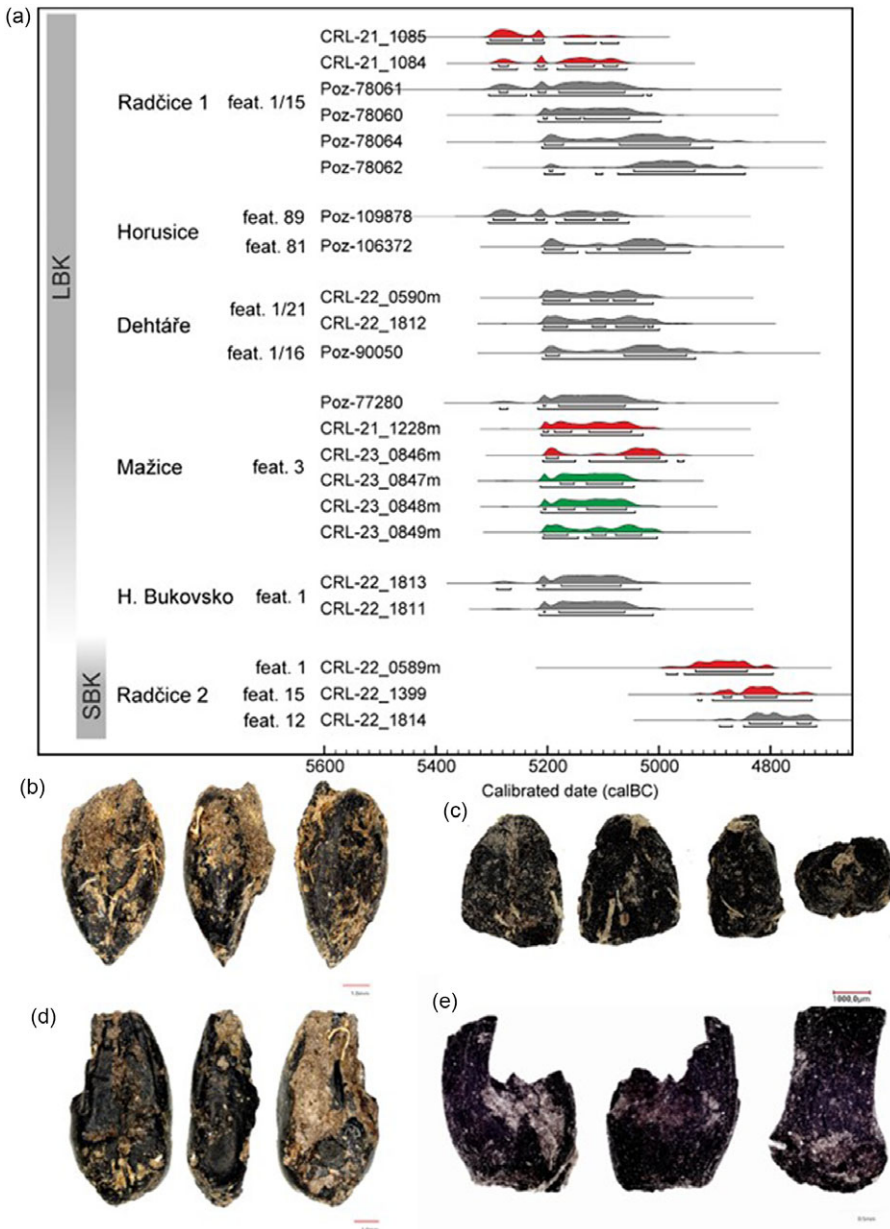 (a)
LBK
SBK
CRL-21_1085
CRL-21_1084
Radčice 1 feat. 1/15 Poz-78061
Poz-78060
Poz-78064
Poz-78062
Horusice feat. 89 Poz-109878
feat. 81 Poz-106372
Dehtáře feat. 1/21 CRL-22_0590m
CRL-22_1812
feat. 1/16 Poz-90050
Poz-77280
CRL-21_1228m
Mažice feat. 3 CRL-23_0846m
CRL-23_0847m
CRL-23_0848m
CRL-23_0849m
H. Bukovsko feat. 1 CRL-22_1813
CRL-22_1811
feat. 1 CRL-22_0589m
Radčice 2 feat. 15 CRL-22_1399
feat. 12 CRL-22_1814
5600 5400 5200 5000 4800
Calibrated date (calBC)
(b)
(c)
(d)
(e)
1000,0µm